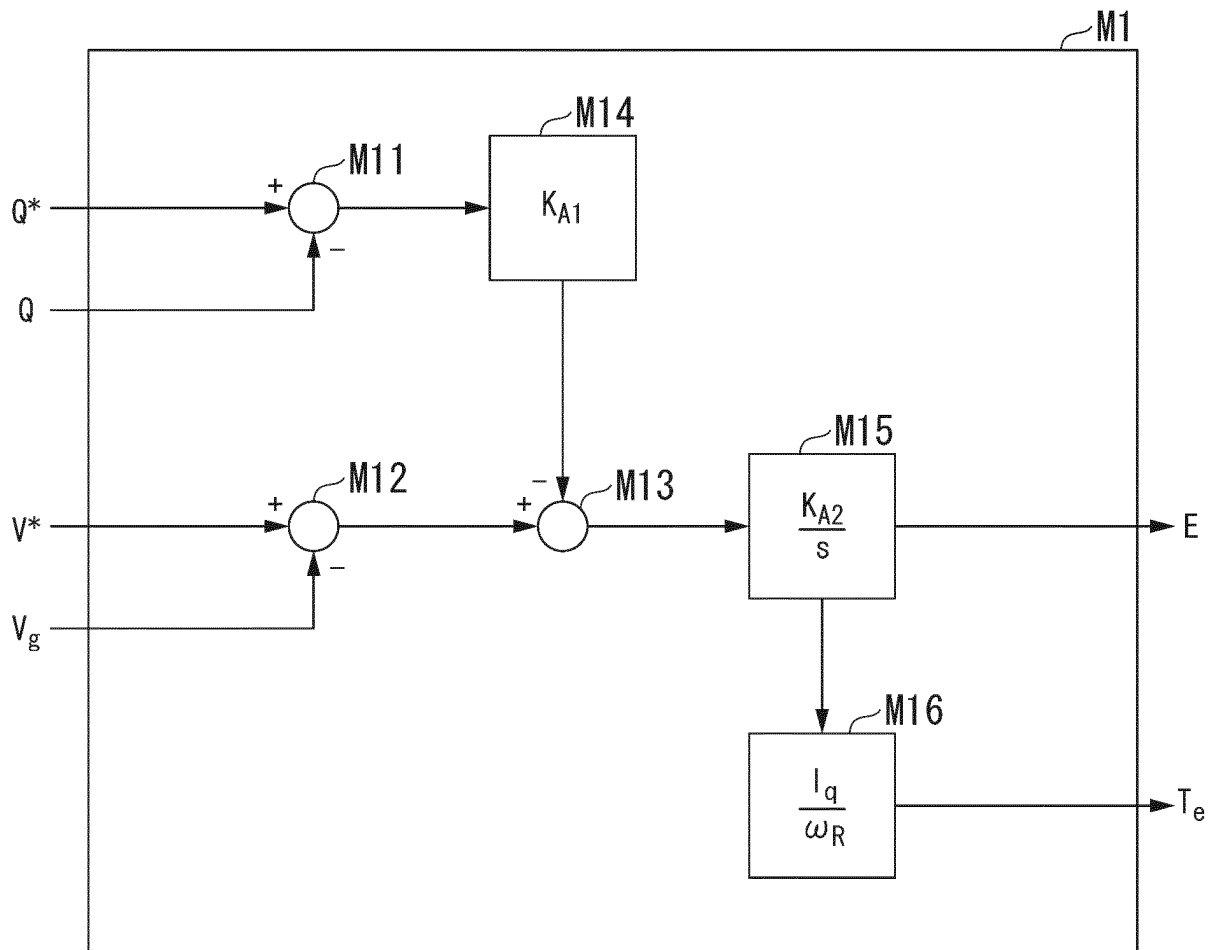 M1
M14
M11
+
Q*
K_A1
−
Q
M15
M12
M13
−
+
+
V*
K_A2
s
E
−
V_g
M16
I_q
ω_R
T_e